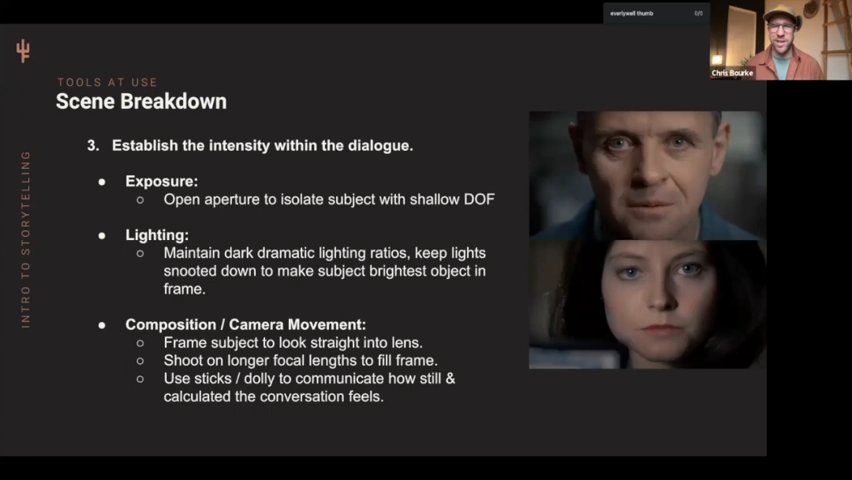 everlywell thumb
Chris Bourke
TOOLS AT USE
Scene Breakdown
INTRO TO STORYTELLING
3. Establish the intensity within the dialogue.
● Exposure:
○ Open aperture to isolate subject with shallow DOF
● Lighting:
○ Maintain dark dramatic lighting ratios, keep lights
snooted down to make subject brightest object in
frame.
● Composition / Camera Movement:
○ Frame subject to look straight into lens.
○ Shoot on longer focal lengths to fill frame.
○ Use sticks / dolly to communicate how still &
calculated the conversation feels.